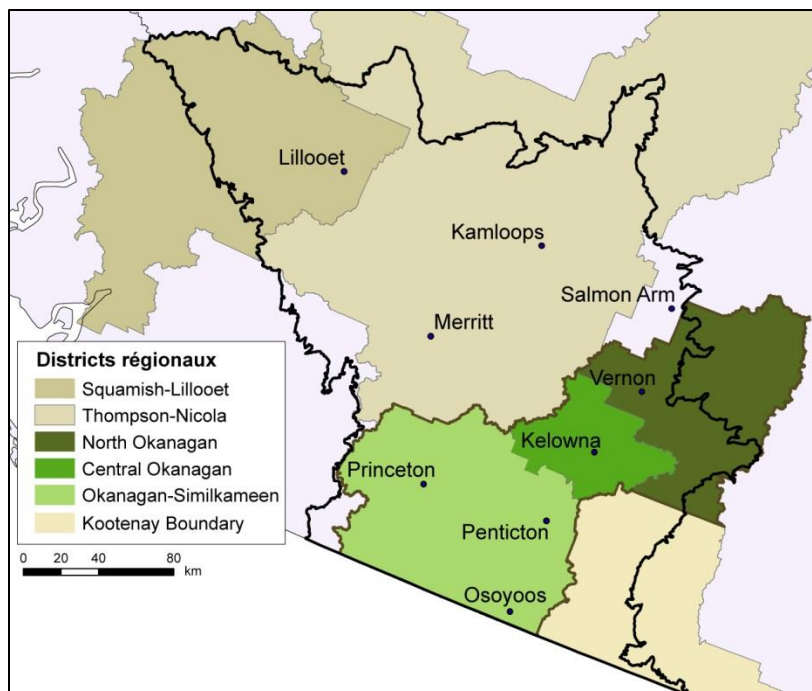 Lillooet
Kamloops
Salmon Arm
Merritt
Districts régionaux
Squamish-Lillooet
Thompson-Nicola
North Okanagan
Central Okanagan
Okanagan-Similkameen
Kootenay Boundary
0 20 40 80
km
Vernon
Kelowna
Princeton
Penticton
Osoyoos